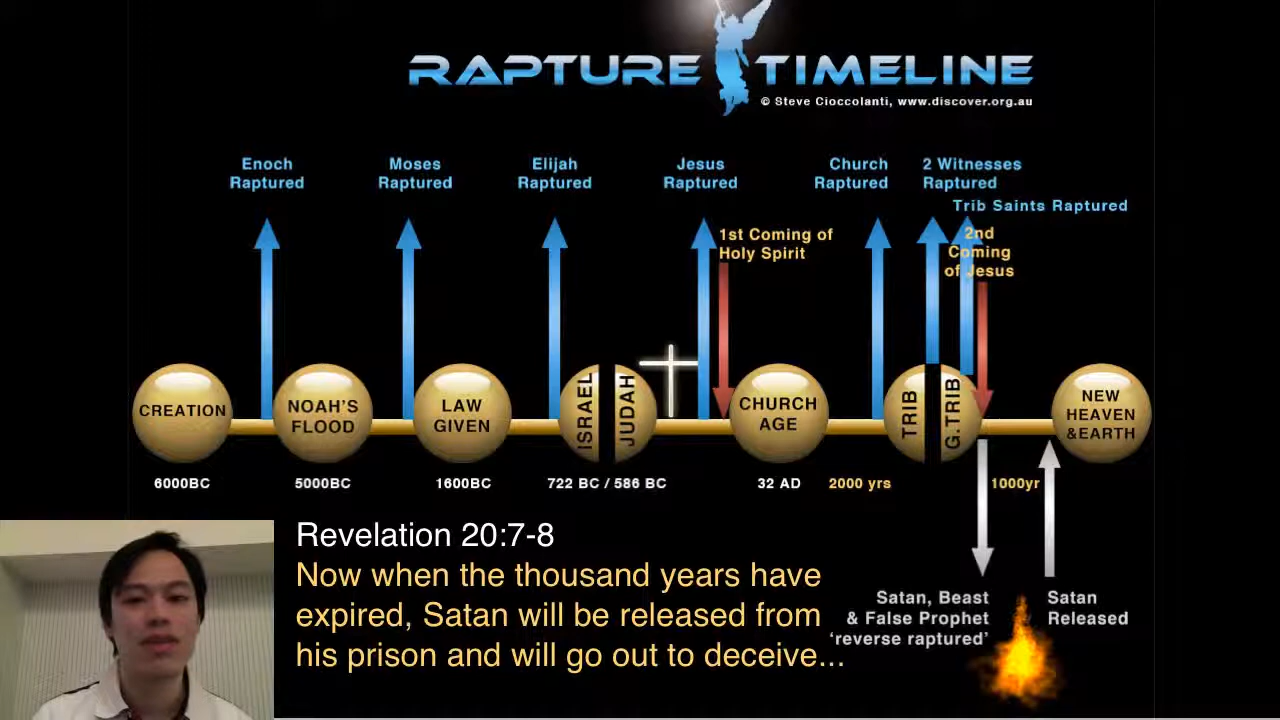 RAPTURE TIMELINE
© Steve Cioccolanti, www.discover.org.au
Enoch
Raptured
Moses
Raptured
Elijah
Raptured
Jesus
Raptured
Church
Raptured
2 Witnesses
Raptured
Trib Saints Raptured
1st Coming of
Holy Spirit
2nd
Coming
of Jesus
CREATION
NOAH'S
FLOOD
LAW
GIVEN
ISRAEL
JUDAH
CHURCH
AGE
TRIB
G.TRIB
NEW
HEAVEN
&EARTH
6000BC
5000BC
1600BC
722 BC / 586 BC
32 AD
2000 yrs
1000yr
Revelation 20:7-8
Now when the thousand years have
expired, Satan will be released from
his prison and will go out to deceive...
Satan, Beast
& False Prophet
‘reverse raptured’
Satan
Released